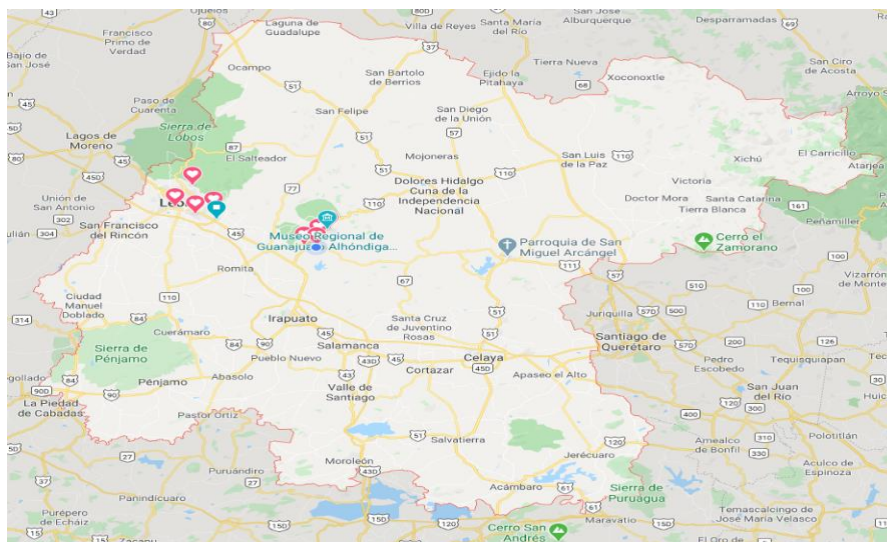 Ojuelos
Laguna de
Guadalupe
Villa de Reyes
Santa María
del Río
San José
Alburquerque
Desparramadas
Francisco
Primo de
Verdad
Bajío de
San José
Ocampo
San Bartolo
de Berrios
Ejido la
Pitahaya
Tierra Nueva
Xoconoxtle
San Ciro
de Acosta
Paso de
Cuarenta
San Felipe
San Diego
de la Unión
Arroyo
Sierra de
Lobos
Lagos de
Moreno
El Salteador
Mojoneras
San Luis
de la Paz
Xichú
El Carricillo
Atarjea
Dolores Hidalgo
Cuna de la
Independencia
Nacional
Victoria
Doctor Mora
Santa Catarina
Tierra Blanca
Unión de
San Antonio
San Francisco
del Rincón
Peñamiller
Museo Regional de
Guanajuato Alhóndiga...
Parroquia de San
Miguel Arcángel
Cerro el
Zamorano
Romita
Vizarrón
de Monte
Ciudad
Manuel
Doblado
Bernal
Juriquilla
Irapuato
Santa Cruz
de Juventino
Rosas
Cuerámaro
Salamanca
Santiago de
Querétaro
Sierra de
Pénjamo
Pueblo Nuevo
Celaya
Pedro
Escobedo
Tequisquiapan
Cortazar
Apaseo el Alto
Pénjamo
Abasolo
Valle de
Santiago
San Juan
del Río
La Piedad
de Cabadas
Pastor Ortiz
Salvatierra
Amealco
de Bonfil
Polotitlán
Aculco de
Espinoza
Puruándiro
Moroleón
Jerécuaro
Acámbaro
Sierra de
Puruagua
Panindícuaro
Purépero
de Echáiz
Maravatío
Temascalcingo de
José María Velasco
Zacapu
Cerro San
Andrés
El Oro de